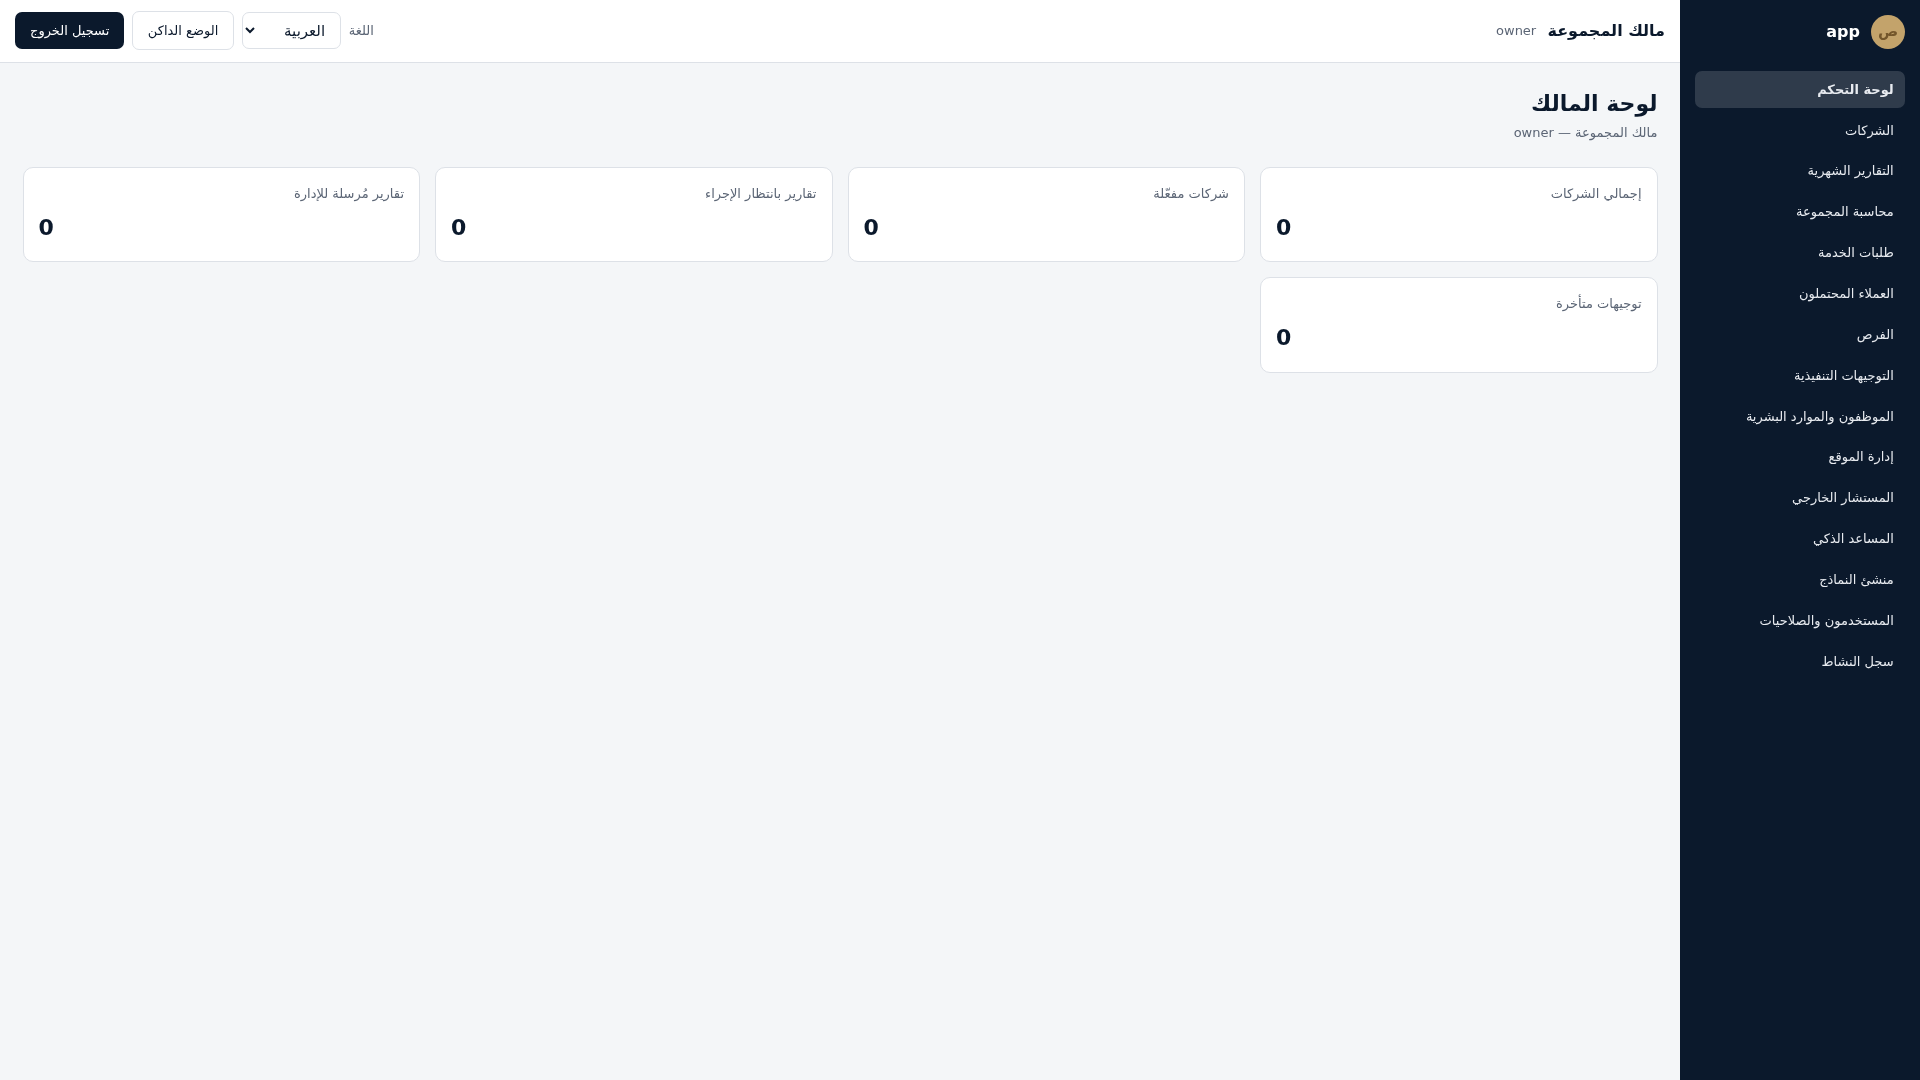 ص
app
لوحة التحكم
الشركات
التقارير الشهرية
محاسبة المجموعة
طلبات الخدمة
العملاء المحتملون
الفرص
التوجيهات التنفيذية
الموظفون والموارد البشرية
إدارة الموقع
المستشار الخارجي
المساعد الذكي
منشئ النماذج
المستخدمون والصلاحيات
سجل النشاط
مالك المجموعة owner
اللغة
العربية
الوضع الداكن
تسجيل الخروج
لوحة المالك
مالك المجموعة — owner
إجمالي الشركات
0
شركات مفعّلة
0
تقارير بانتظار الإجراء
0
تقارير مُرسلة للإدارة
0
توجيهات متأخرة
0